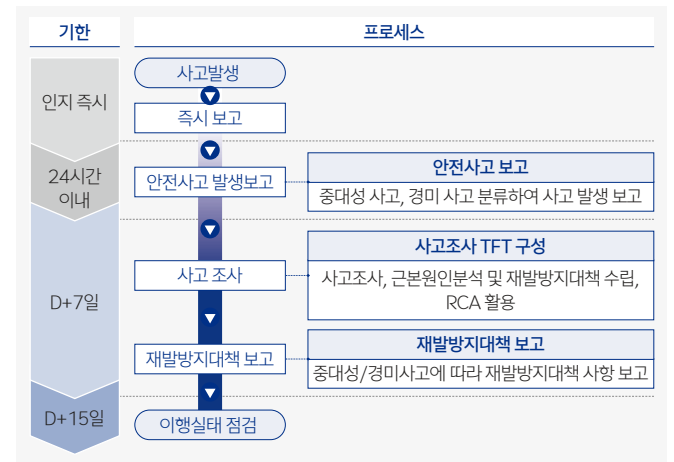 기한
프로세스
인지 즉시
사고발생
즉시 보고
24시간
이내
안전사고 발생보고
안전사고 보고
중대성 사고, 경미 사고 분류하여 사고 발생 보고
D+7일
사고 조사
사고조사 TFT 구성
사고조사, 근본원인분석 및 재발방지대책 수립,
RCA 활용
재발방지대책 보고
재발방지대책 보고
중대성/경미사고에 따라 재발방지대책 사항 보고
D+15일
이행실태 점검